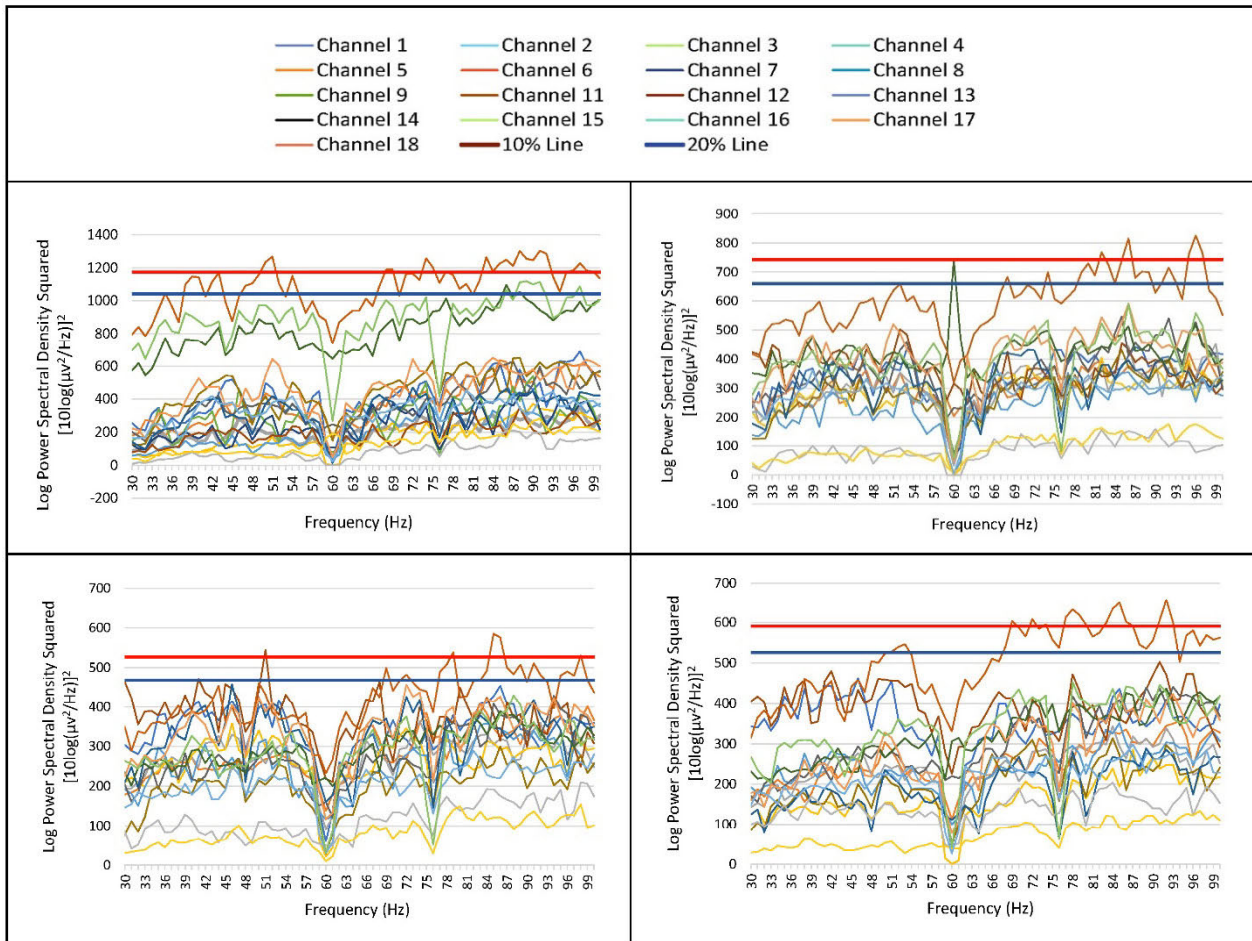 Channel 1 Channel 2 Channel 3 Channel 4
Channel 5 Channel 6 Channel 7 Channel 8
Channel 9 Channel 11 Channel 12 Channel 13
Channel 14 Channel 15 Channel 16 Channel 17
Channel 18 10% Line 20% Line
Log Power Spectral Density Squared
[10log(μv²/Hz)]²
1400
1200
1000
800
600
400
200
0
-200
30 33 36 39 42 45 48 51 54 57 60 63 66 69 72 75 78 81 84 87 90 93 96 99
Frequency (Hz)
Log Power Spectral Density Squared
[10log(μv²/Hz)]²
900
800
700
600
500
400
300
200
100
0
-100
30 33 36 39 42 45 48 51 54 57 60 63 66 69 72 75 78 81 84 87 90 93 96 99
Frequency (Hz)
Log Power Spectral Density Squared
[10log(μv²/Hz)]²
700
600
500
400
300
200
100
0
30 33 36 39 42 45 48 51 54 57 60 63 66 69 72 75 78 81 84 87 90 93 96 99
Frequency (Hz)
Log Power Spectral Density Squared
[10log(μv²/Hz)]²
700
600
500
400
300
200
100
0
30 33 36 39 42 45 48 51 54 57 60 63 66 69 72 75 78 81 84 87 90 93 96 99
Frequency (Hz)